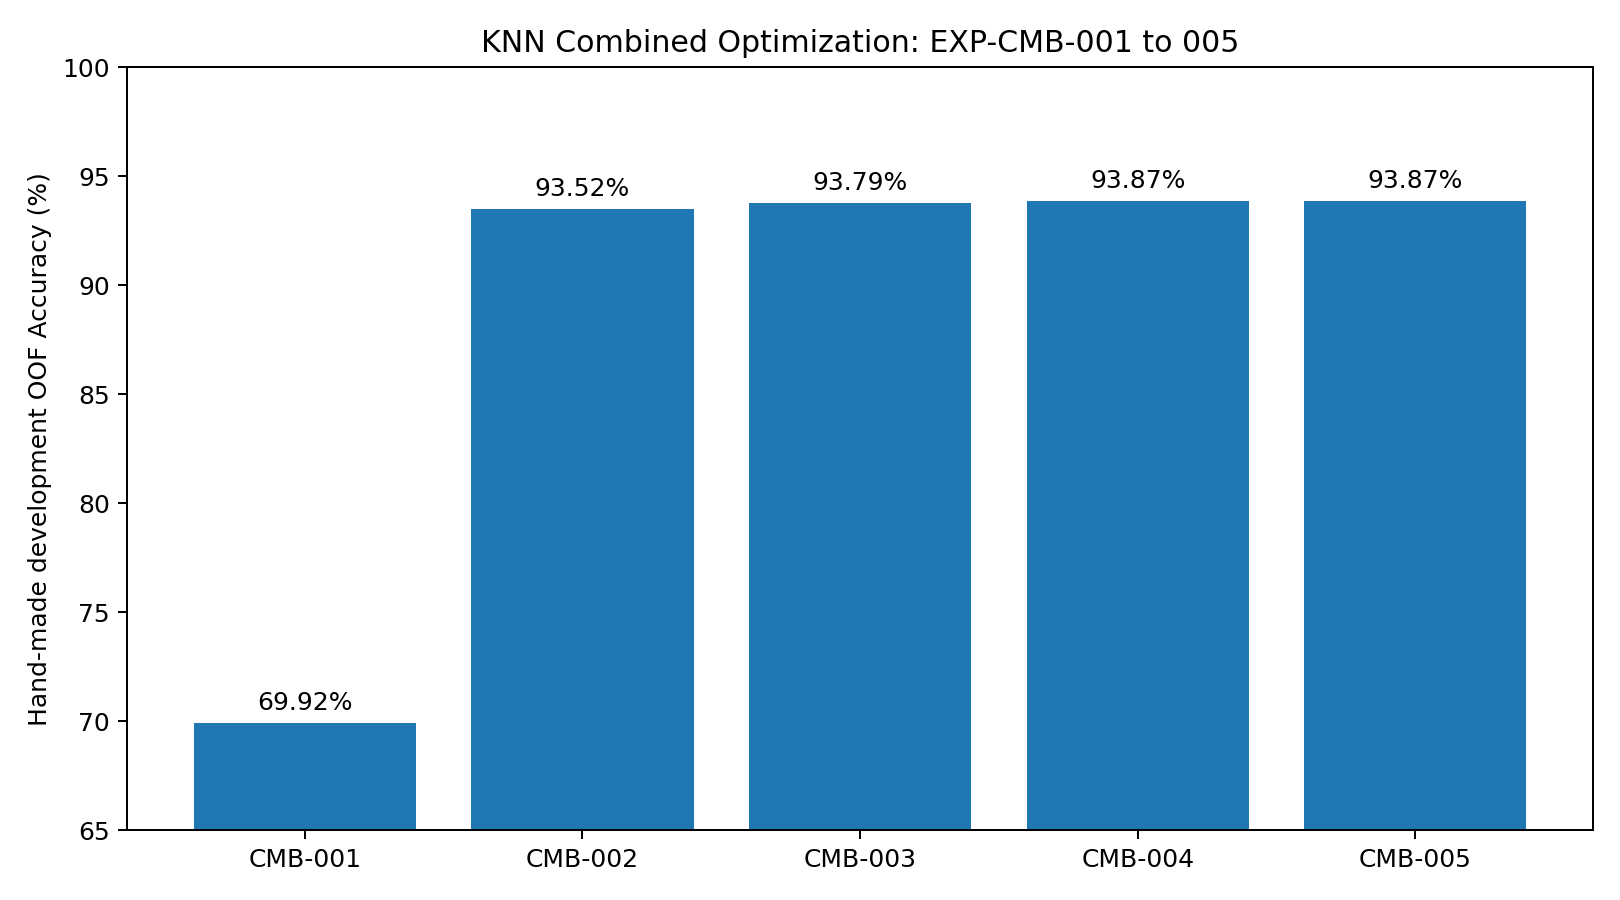 KNN Combined Optimization: EXP-CMB-001 to 005
Hand-made development OOF Accuracy (%)
100
95
90
85
80
75
70
65
69.92%
93.52%
93.79%
93.87%
93.87%
CMB-001
CMB-002
CMB-003
CMB-004
CMB-005